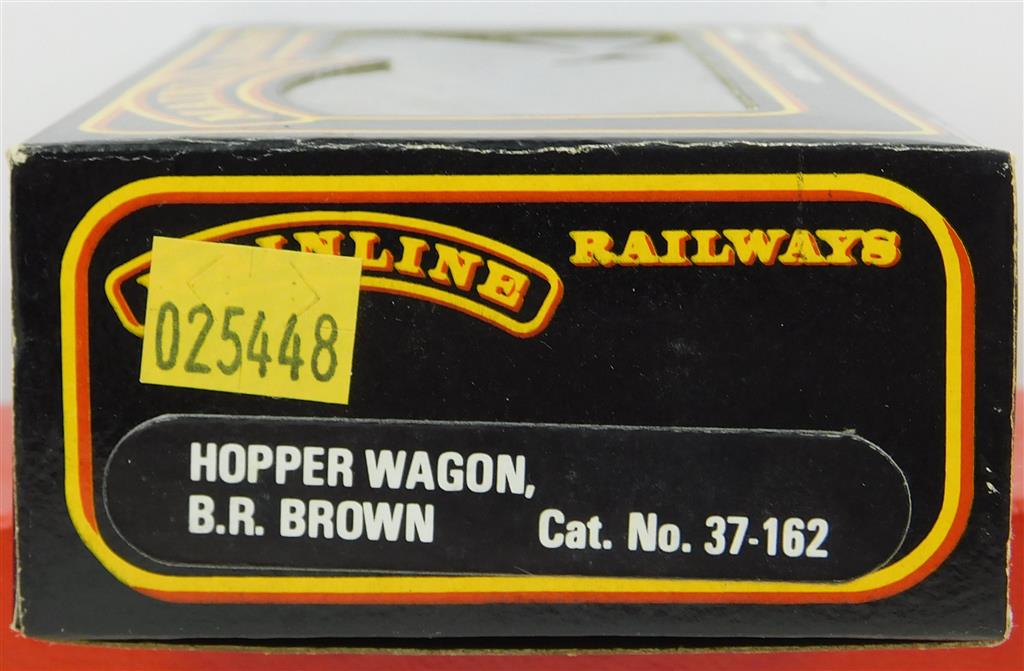 RAILWAYS
025448
HOPPER WAGON,
B.R. BROWN
Cat. No. 37-162